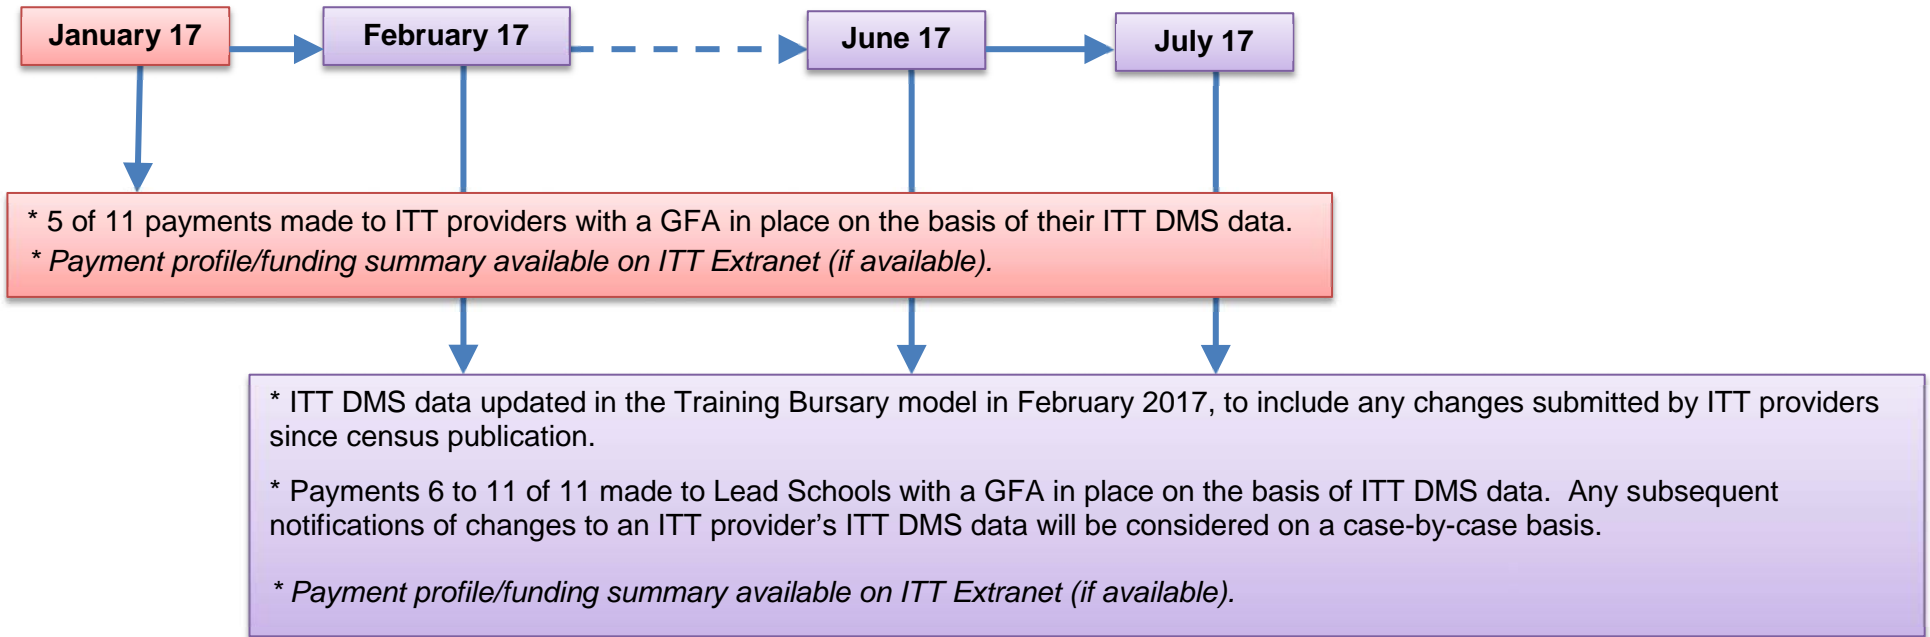 January 17
February 17
June 17
July 17
* 5 of 11 payments made to ITT providers with a GFA in place on the basis of their ITT DMS data.
* Payment profile/funding summary available on ITT Extranet (if available).
* ITT DMS data updated in the Training Bursary model in February 2017, to include any changes submitted by ITT providers
since census publication.
* Payments 6 to 11 of 11 made to Lead Schools with a GFA in place on the basis of ITT DMS data.  Any subsequent
notifications of changes to an ITT provider’s ITT DMS data will be considered on a case-by-case basis.
* Payment profile/funding summary available on ITT Extranet (if available).